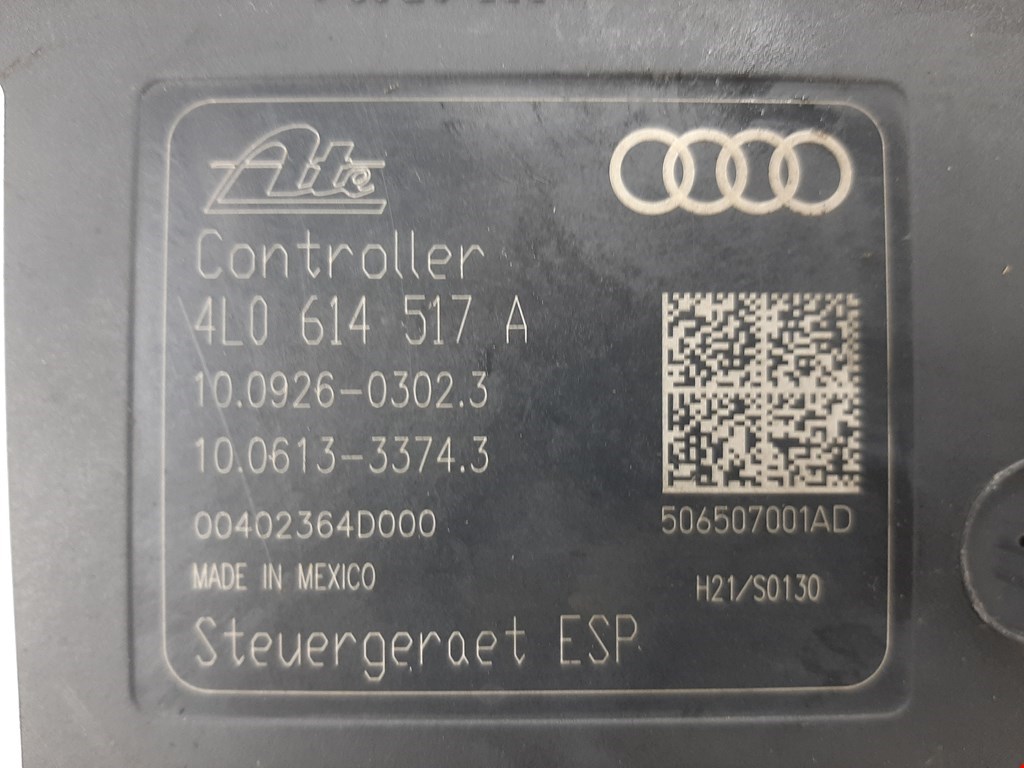 Ate
Controller
4L0 614 517 A
10.0926-0302.3
10.0613-3374.3
00402364D000
506507001AD
MADE IN MEXICO
H21/S0130
Steuergeraet ESP